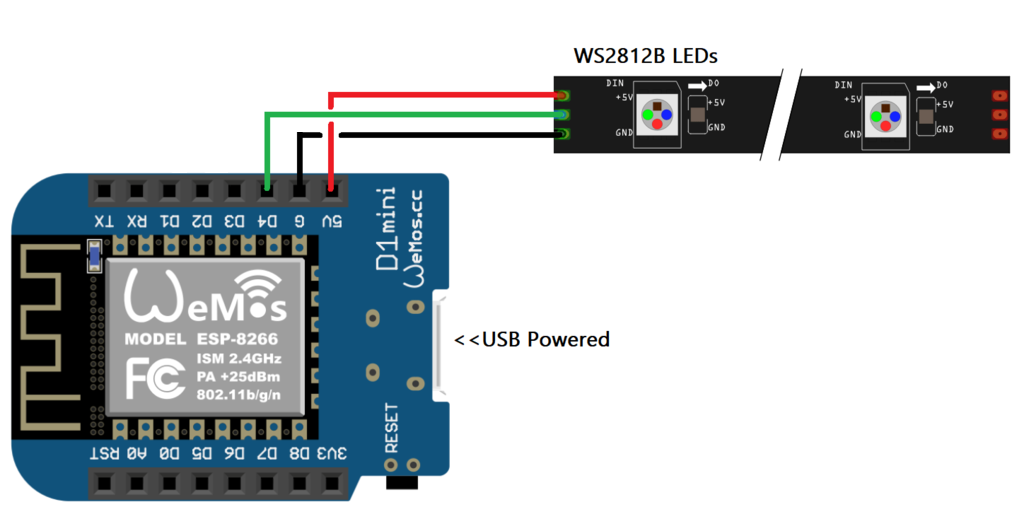 WS2812B LEDs
DIN
DO
+5V
+5V
GND
GND
DIN
DO
+5V
+5V
GND
GND
TX RX D1 D2 D3 D4 G 5V
D1 mini
WeMos.cc
WeMos
MODEL ESP-8266
ISM 2.4GHz
PA +25dBm
802.11b/g/n
FC
<<USB Powered
RESET
RST A0 D0 D5 D6 D7 D8 3V3